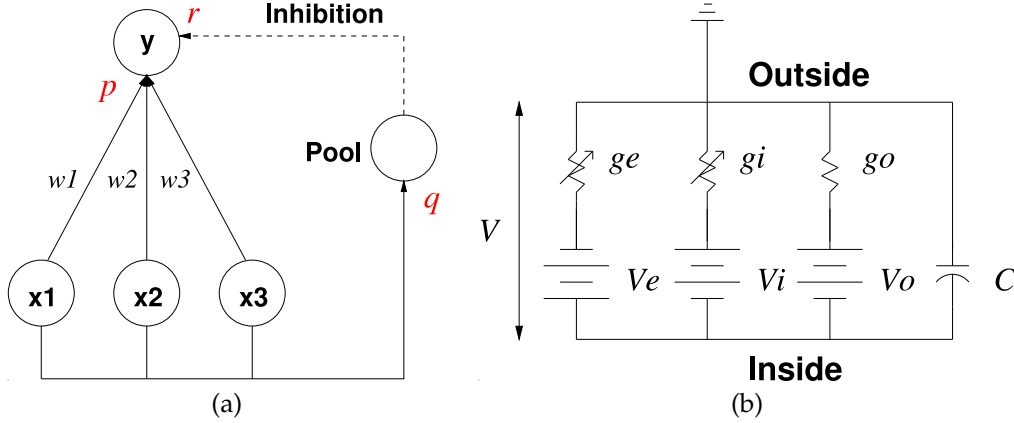 r
Inhibition
y
p
Pool
w1 w2 w3
q
x1 x2 x3
(a)
Outside
ge gi go
V
Ve Vi Vo C
Inside
(b)